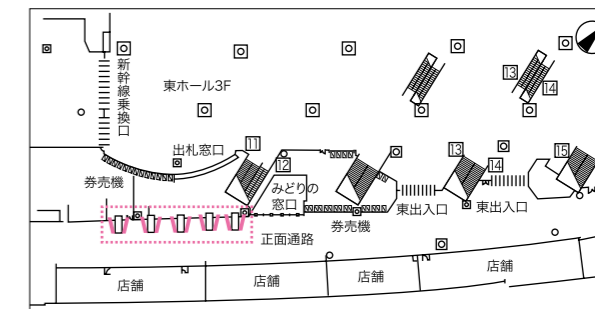 新幹線乗換口
東ホール3F
13
14
出札窓口
11
12
13
14
15
券売機
みどりの
窓口
東出入口
東出入口
券売機
正面通路
店舗
店舗
店舗
店舗